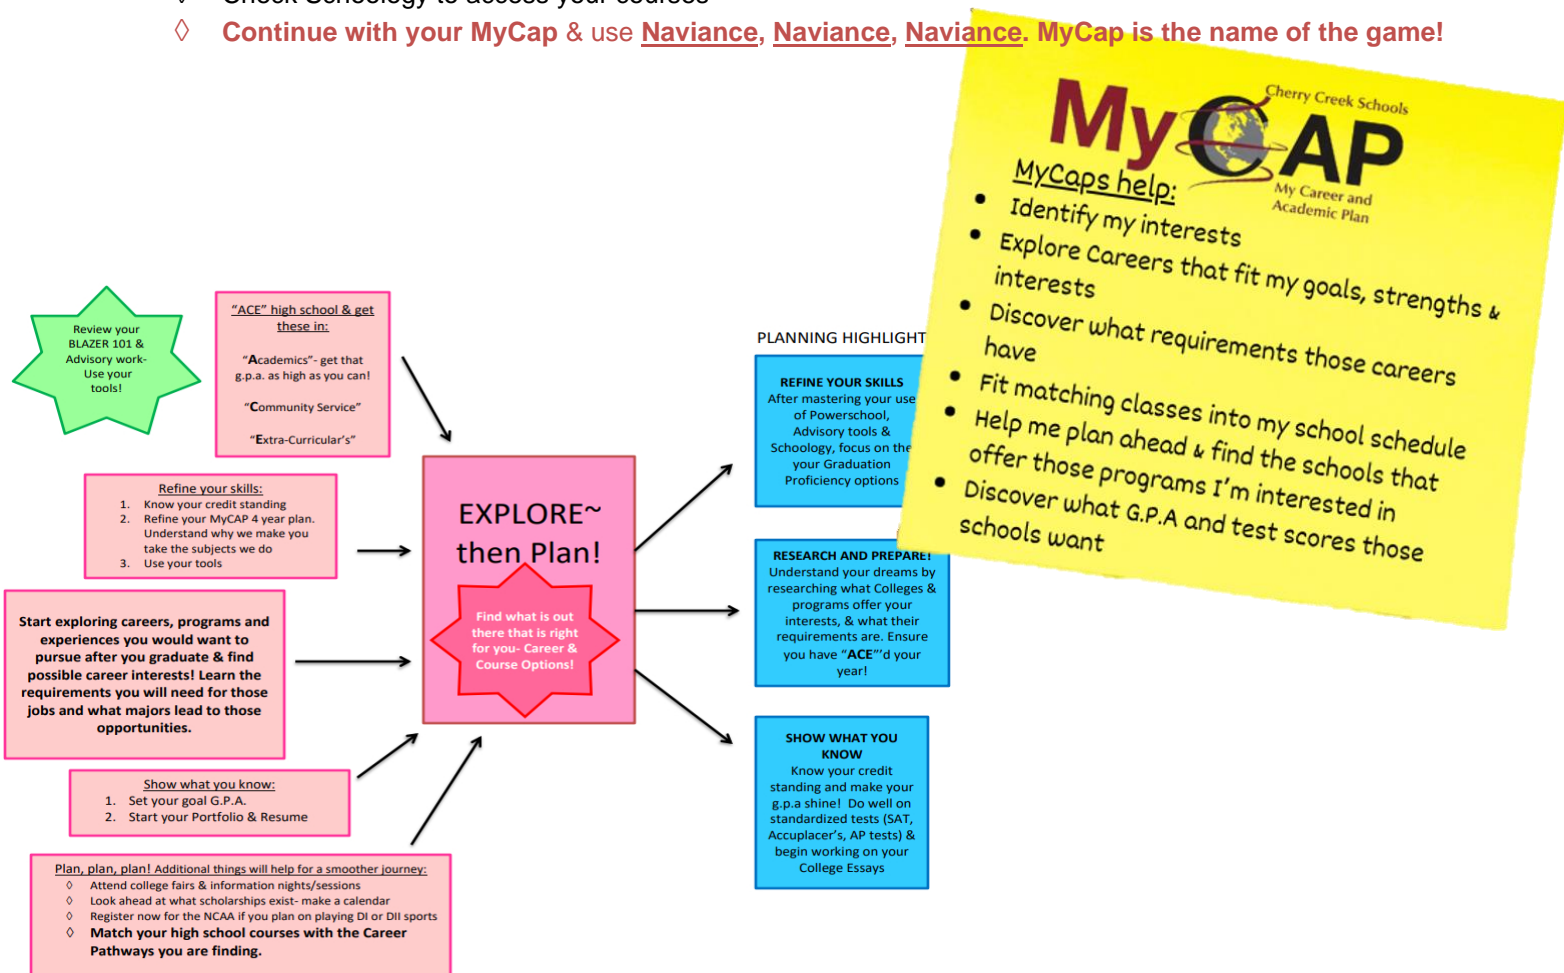 ◊ Check Schoology to access your courses
◊ Continue with your MyCap & use Naviance, Naviance, Naviance. MyCap is the name of the game!
Cherry Creek Schools
MyCAP
My Career and
Academic Plan
MyCaps help:
• Identify my interests
• Explore Careers that fit my goals, strengths &
interests
• Discover what requirements those careers
have
• Fit matching classes into my school schedule
• Help me plan ahead & find the schools that
offer those programs I'm interested in
• Discover what G.P.A and test scores those
schools want
Review your
BLAZER 101 &
Advisory work-
Use your
tools!
"ACE" high school & get
these in:
"Academics"- get that
g.p.a. as high as you can!
"Community Service"
"Extra-Curricular's"
Refine your skills:
1. Know your credit standing
2. Refine your MyCAP 4 year plan.
Understand why we make you
take the subjects we do
3. Use your tools
Start exploring careers, programs and
experiences you would want to
pursue after you graduate & find
possible career interests! Learn the
requirements you will need for those
jobs and what majors lead to those
opportunities.
Show what you know:
1. Set your goal G.P.A.
2. Start your Portfolio & Resume
Plan, plan, plan! Additional things will help for a smoother journey:
◊ Attend college fairs & information nights/sessions
◊ Look ahead at what scholarships exist- make a calendar
◊ Register now for the NCAA if you plan on playing DI or DII sports
◊ Match your high school courses with the Career
Pathways you are finding.
EXPLORE~
then Plan!
Find what is out
there that is right
for you- Career &
Course Options!
PLANNING HIGHLIGHT
REFINE YOUR SKILLS
After mastering your use
of Powerschool,
Advisory tools &
Schoology, focus on the
your Graduation
Proficiency options
RESEARCH AND PREPARE!
Understand your dreams by
researching what Colleges &
programs offer your
interests, & what their
requirements are. Ensure
you have "ACE"'d your
year!
SHOW WHAT YOU
KNOW
Know your credit
standing and make your
g.p.a shine! Do well on
standardized tests (SAT,
Accuplacer's, AP tests) &
begin working on your
College Essays